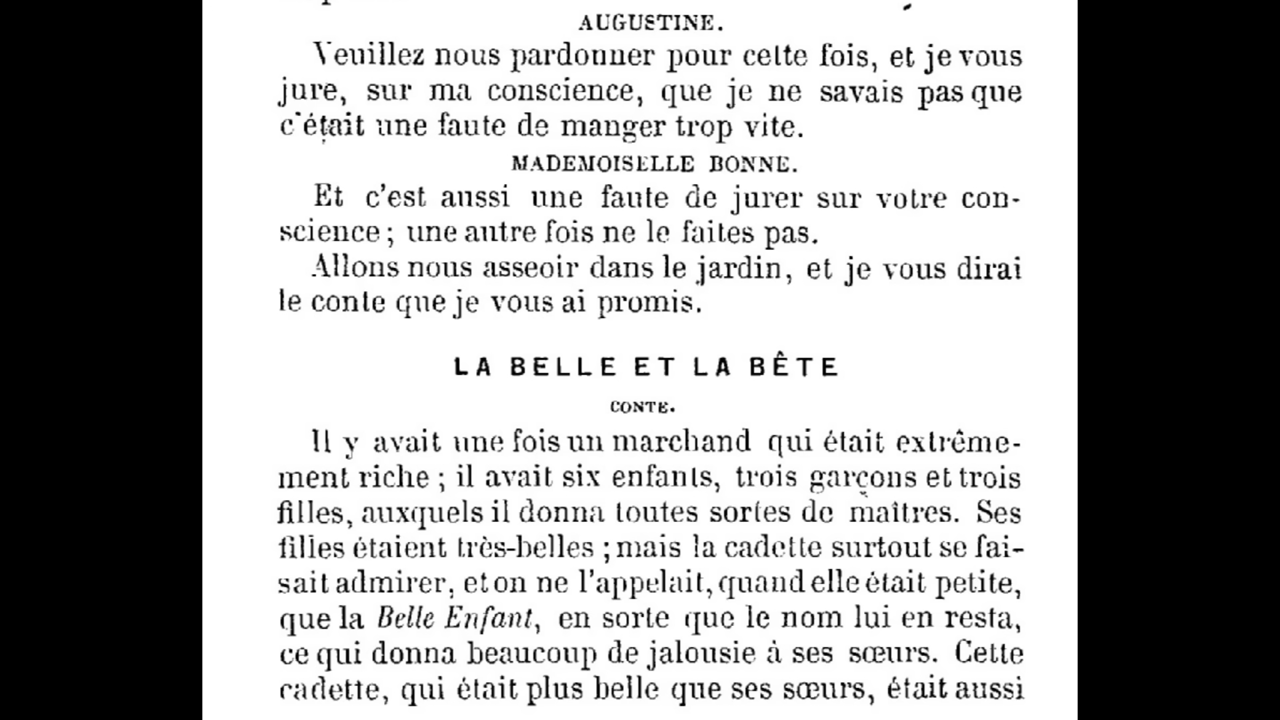 AUGUSTINE.
Veuillez nous pardonner pour cette fois, et je vous
jure, sur ma conscience, que je ne savais pas que
c'était une faute de manger trop vite.
MADEMOISELLE BONNE.
Et c'est aussi une faute de jurer sur votre con-
science ; une autre fois ne le faites pas.
Allons nous asseoir dans le jardin, et je vous dirai
le conte que je vous ai promis.
LA BELLE ET LA BÊTE
CONTE.
Il y avait une fois un marchand qui était extrême-
ment riche ; il avait six enfants, trois garçons et trois
filles, auxquels il donna toutes sortes de maîtres. Ses
filles étaient très-belles ; mais la cadette surtout se fai-
sait admirer, et on ne l'appelait, quand elle était petite,
que la Belle Enfant, en sorte que le nom lui en resta,
ce qui donna beaucoup de jalousie à ses sœurs. Cette
cadette, qui était plus belle que ses sœurs, était aussi